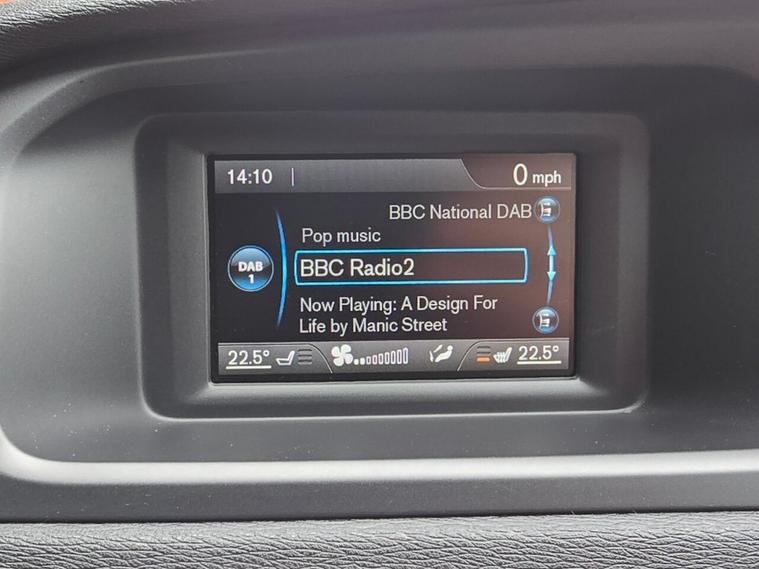 14:10
0 mph
BBC National DAB
Pop music
DAB
1
BBC Radio2
Now Playing: A Design For
Life by Manic Street
22.5°
22.5°